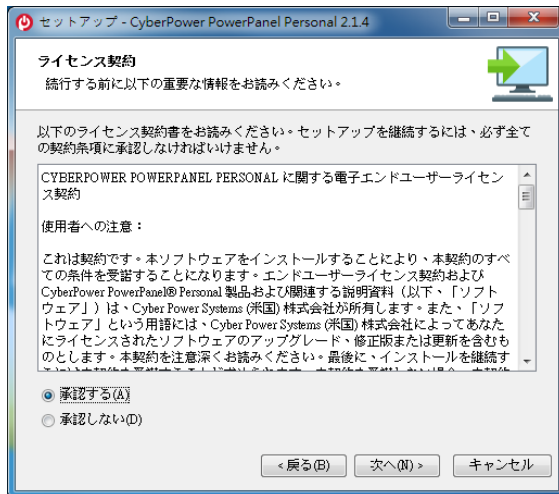 セットアップ - CyberPower PowerPanel Personal 2.1.4
ライセンス契約
続行する前に以下の重要な情報をお読みください。
以下のライセンス契約書をお読みください。セットアップを継続するには、必ず全て
の契約条項に承認しなければいけません。
CYBERPOWER POWERPANEL PERSONAL に関する電子エンドユーザーライセン
ス契約
使用者への注意：
これは契約です。本ソフトウェアをインストールすることにより、本契約のすべ
ての条件を受諾することになります。エンドユーザーライセンス契約および
CyberPower PowerPanel® Personal 製品および関連する説明資料（以下、「ソフト
ウェア」）は、Cyber Power Systems (米国) 株式会社が所有します。また、「ソフ
トウェア」という用語には、Cyber Power Systems (米国) 株式会社によってあなた
にライセンスされたソフトウェアのアップグレード、修正版または更新を含むも
のとします。本契約を注意深くお読みください。最後に、インストールを継続す
承認する(A)
承認しない(D)
<戻る(B)
次へ(N)>
キャンセル